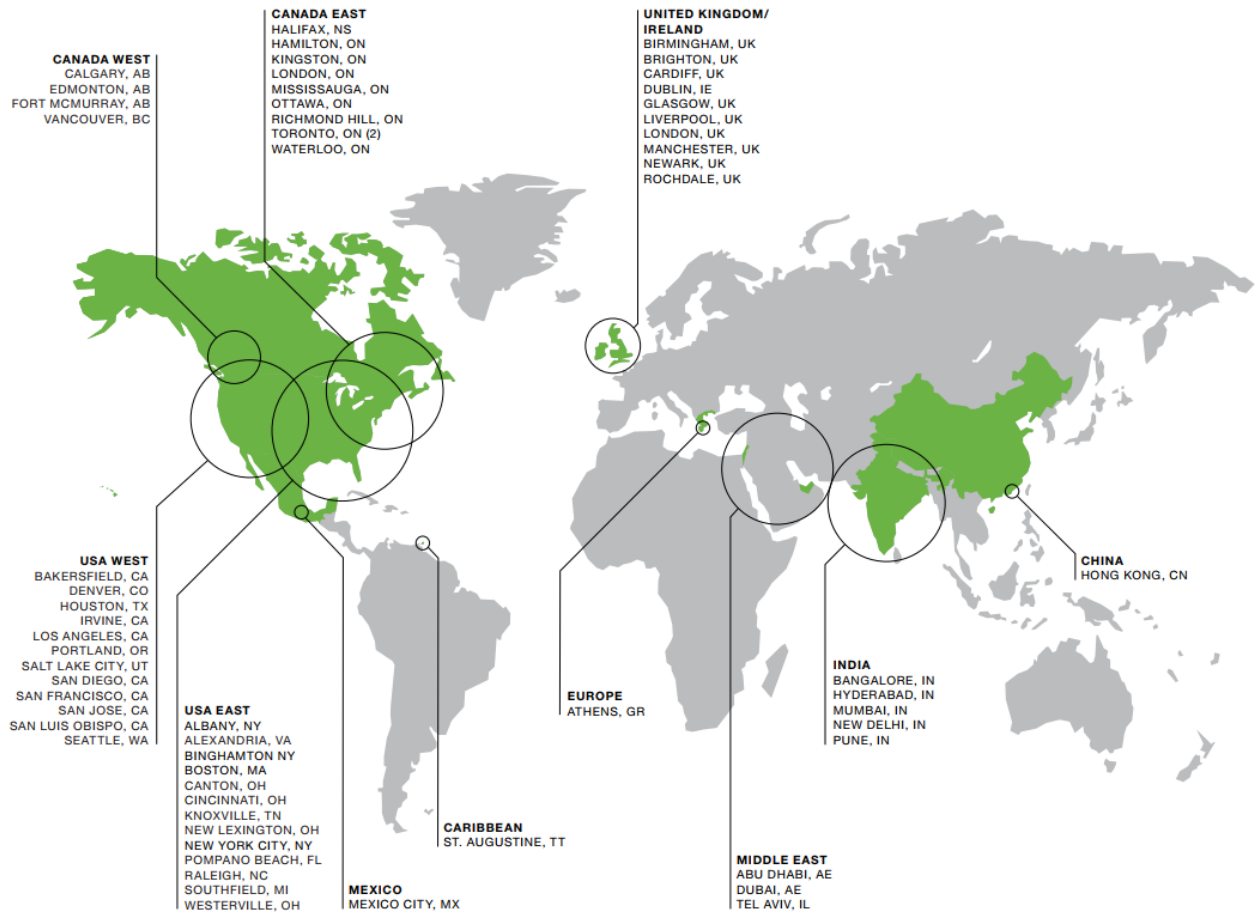 CANADA WEST
CALGARY, AB
EDMONTON, AB
FORT MCMURRAY, AB
VANCOUVER, BC
CANADA EAST
HALIFAX, NS
HAMILTON, ON
KINGSTON, ON
LONDON, ON
MISSISSAUGA, ON
OTTAWA, ON
RICHMOND HILL, ON
TORONTO, ON (2)
WATERLOO, ON
UNITED KINGDOM/
IRELAND
BIRMINGHAM, UK
BRIGHTON, UK
CARDIFF, UK
DUBLIN, IE
GLASGOW, UK
LIVERPOOL, UK
LONDON, UK
MANCHESTER, UK
NEWARK, UK
ROCHDALE, UK
USA WEST
BAKERSFIELD, CA
DENVER, CO
HOUSTON, TX
IRVINE, CA
LOS ANGELES, CA
PORTLAND, OR
SALT LAKE CITY, UT
SAN DIEGO, CA
SAN FRANCISCO, CA
SAN JOSE, CA
SAN LUIS OBISPO, CA
SEATTLE, WA
USA EAST
ALBANY, NY
ALEXANDRIA, VA
BINGHAMTON NY
BOSTON, MA
CANTON, OH
CINCINNATI, OH
KNOXVILLE, TN
NEW LEXINGTON, OH
NEW YORK CITY, NY
POMPANO BEACH, FL
RALEIGH, NC
SOUTHFIELD, MI
WESTERVILLE, OH
MEXICO
MEXICO CITY, MX
CARIBBEAN
ST. AUGUSTINE, TT
EUROPE
ATHENS, GR
MIDDLE EAST
ABU DHABI, AE
DUBAI, AE
TEL AVIV, IL
INDIA
BANGALORE, IN
HYDERABAD, IN
MUMBAI, IN
NEW DELHI, IN
PUNE, IN
CHINA
HONG KONG, CN